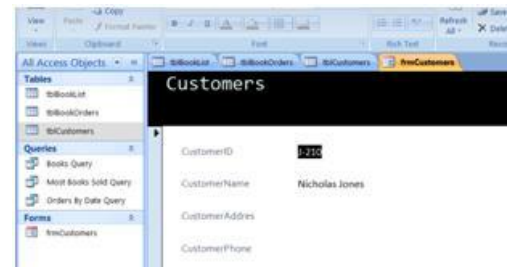 Copy
View Paste Format Painter
B I U A Refresh All Save Delete
Views Clipboard Font Rich Text
All Access Objects tblBookList tblBookOrders tblCustomers frmCustomers
Tables
tblBookList
tblBookOrders
tblCustomers
Queries
Books Query
Most Books Sold Query
Orders By Date Query
Forms
frmCustomers
Customers
CustomerID J-210
CustomerName Nicholas Jones
CustomerAddres
CustomerPhone